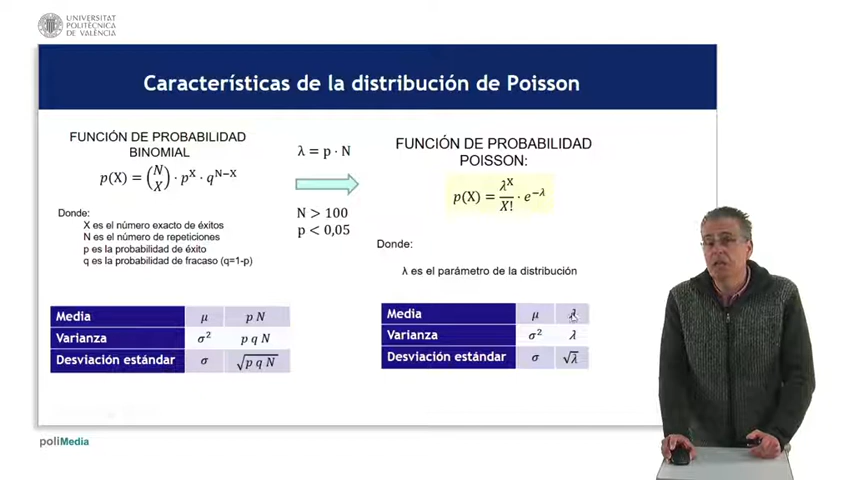 UNIVERSITAT
POLITÈCNICA
DE VALÈNCIA
Características de la distribución de Poisson
FUNCIÓN DE PROBABILIDAD
BINOMIAL
p(X) = (N X) · p^X · q^(N−X)
Donde:
X es el número exacto de éxitos
N es el número de repeticiones
p es la probabilidad de éxito
q es la probabilidad de fracaso (q=1-p)
λ = p · N
N > 100
p < 0,05
FUNCIÓN DE PROBABILIDAD
POISSON:
p(X) = λ^X / X! · e^(−λ)
Donde:
λ es el parámetro de la distribución
Media μ p N
Varianza σ² p q N
Desviación estándar σ √(p q N)
Media μ λ
Varianza σ² λ
Desviación estándar σ √λ
poliMedia